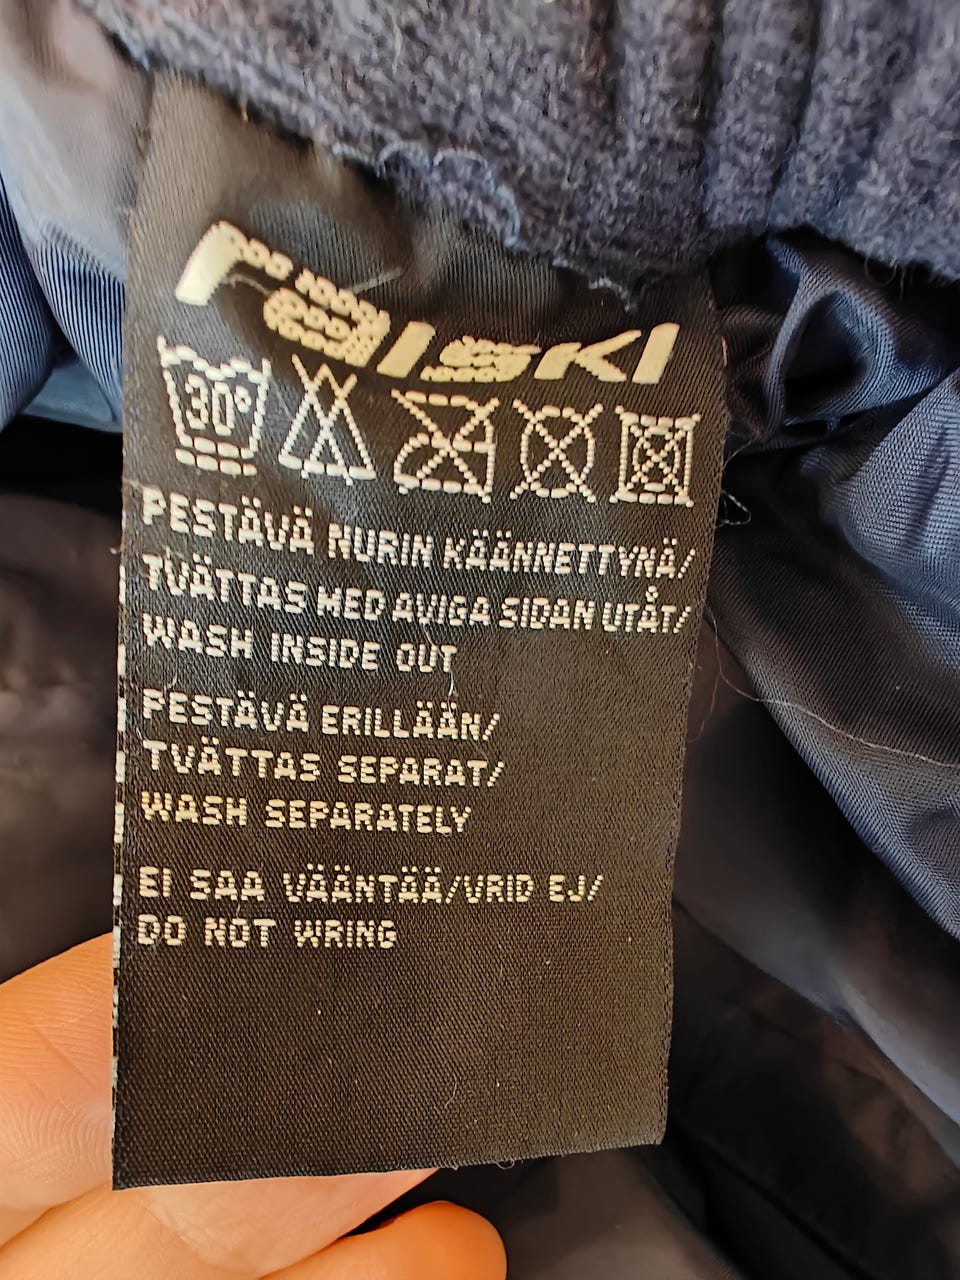 raiski
30°
PESTÄVÄ NURIN KÄÄNNETTYNÄ/
TVÄTTAS MED AVIGA SIDAN UTÅT/
WASH INSIDE OUT
PESTÄVÄ ERILLÄÄN/
TVÄTTAS SEPARAT/
WASH SEPARATELY
EI SAA VÄÄNTÄÄ/VRID EJ/
DO NOT WRING